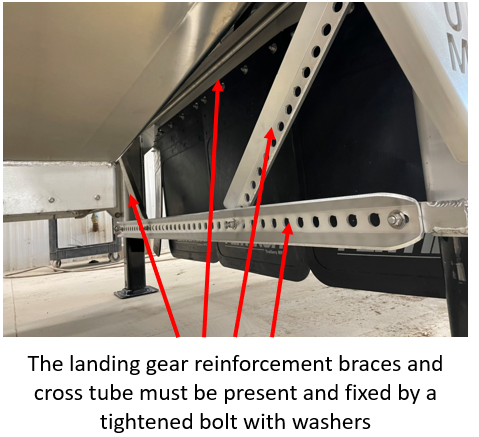 U
M
The landing gear reinforcement braces and
cross tube must be present and fixed by a
tightened bolt with washers